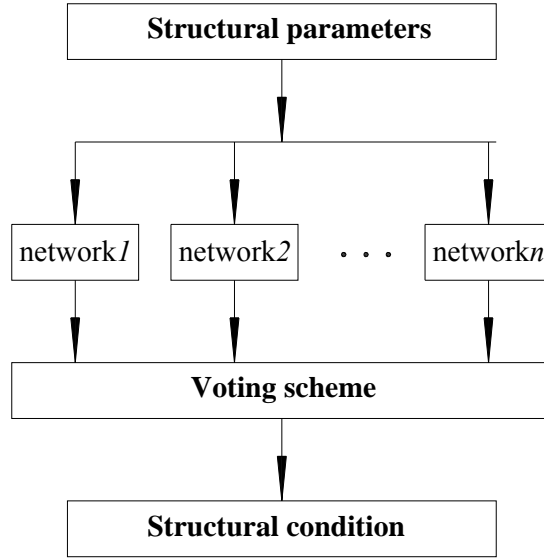 Structural parameters
network1 network2 . . . networkn
Voting scheme
Structural condition